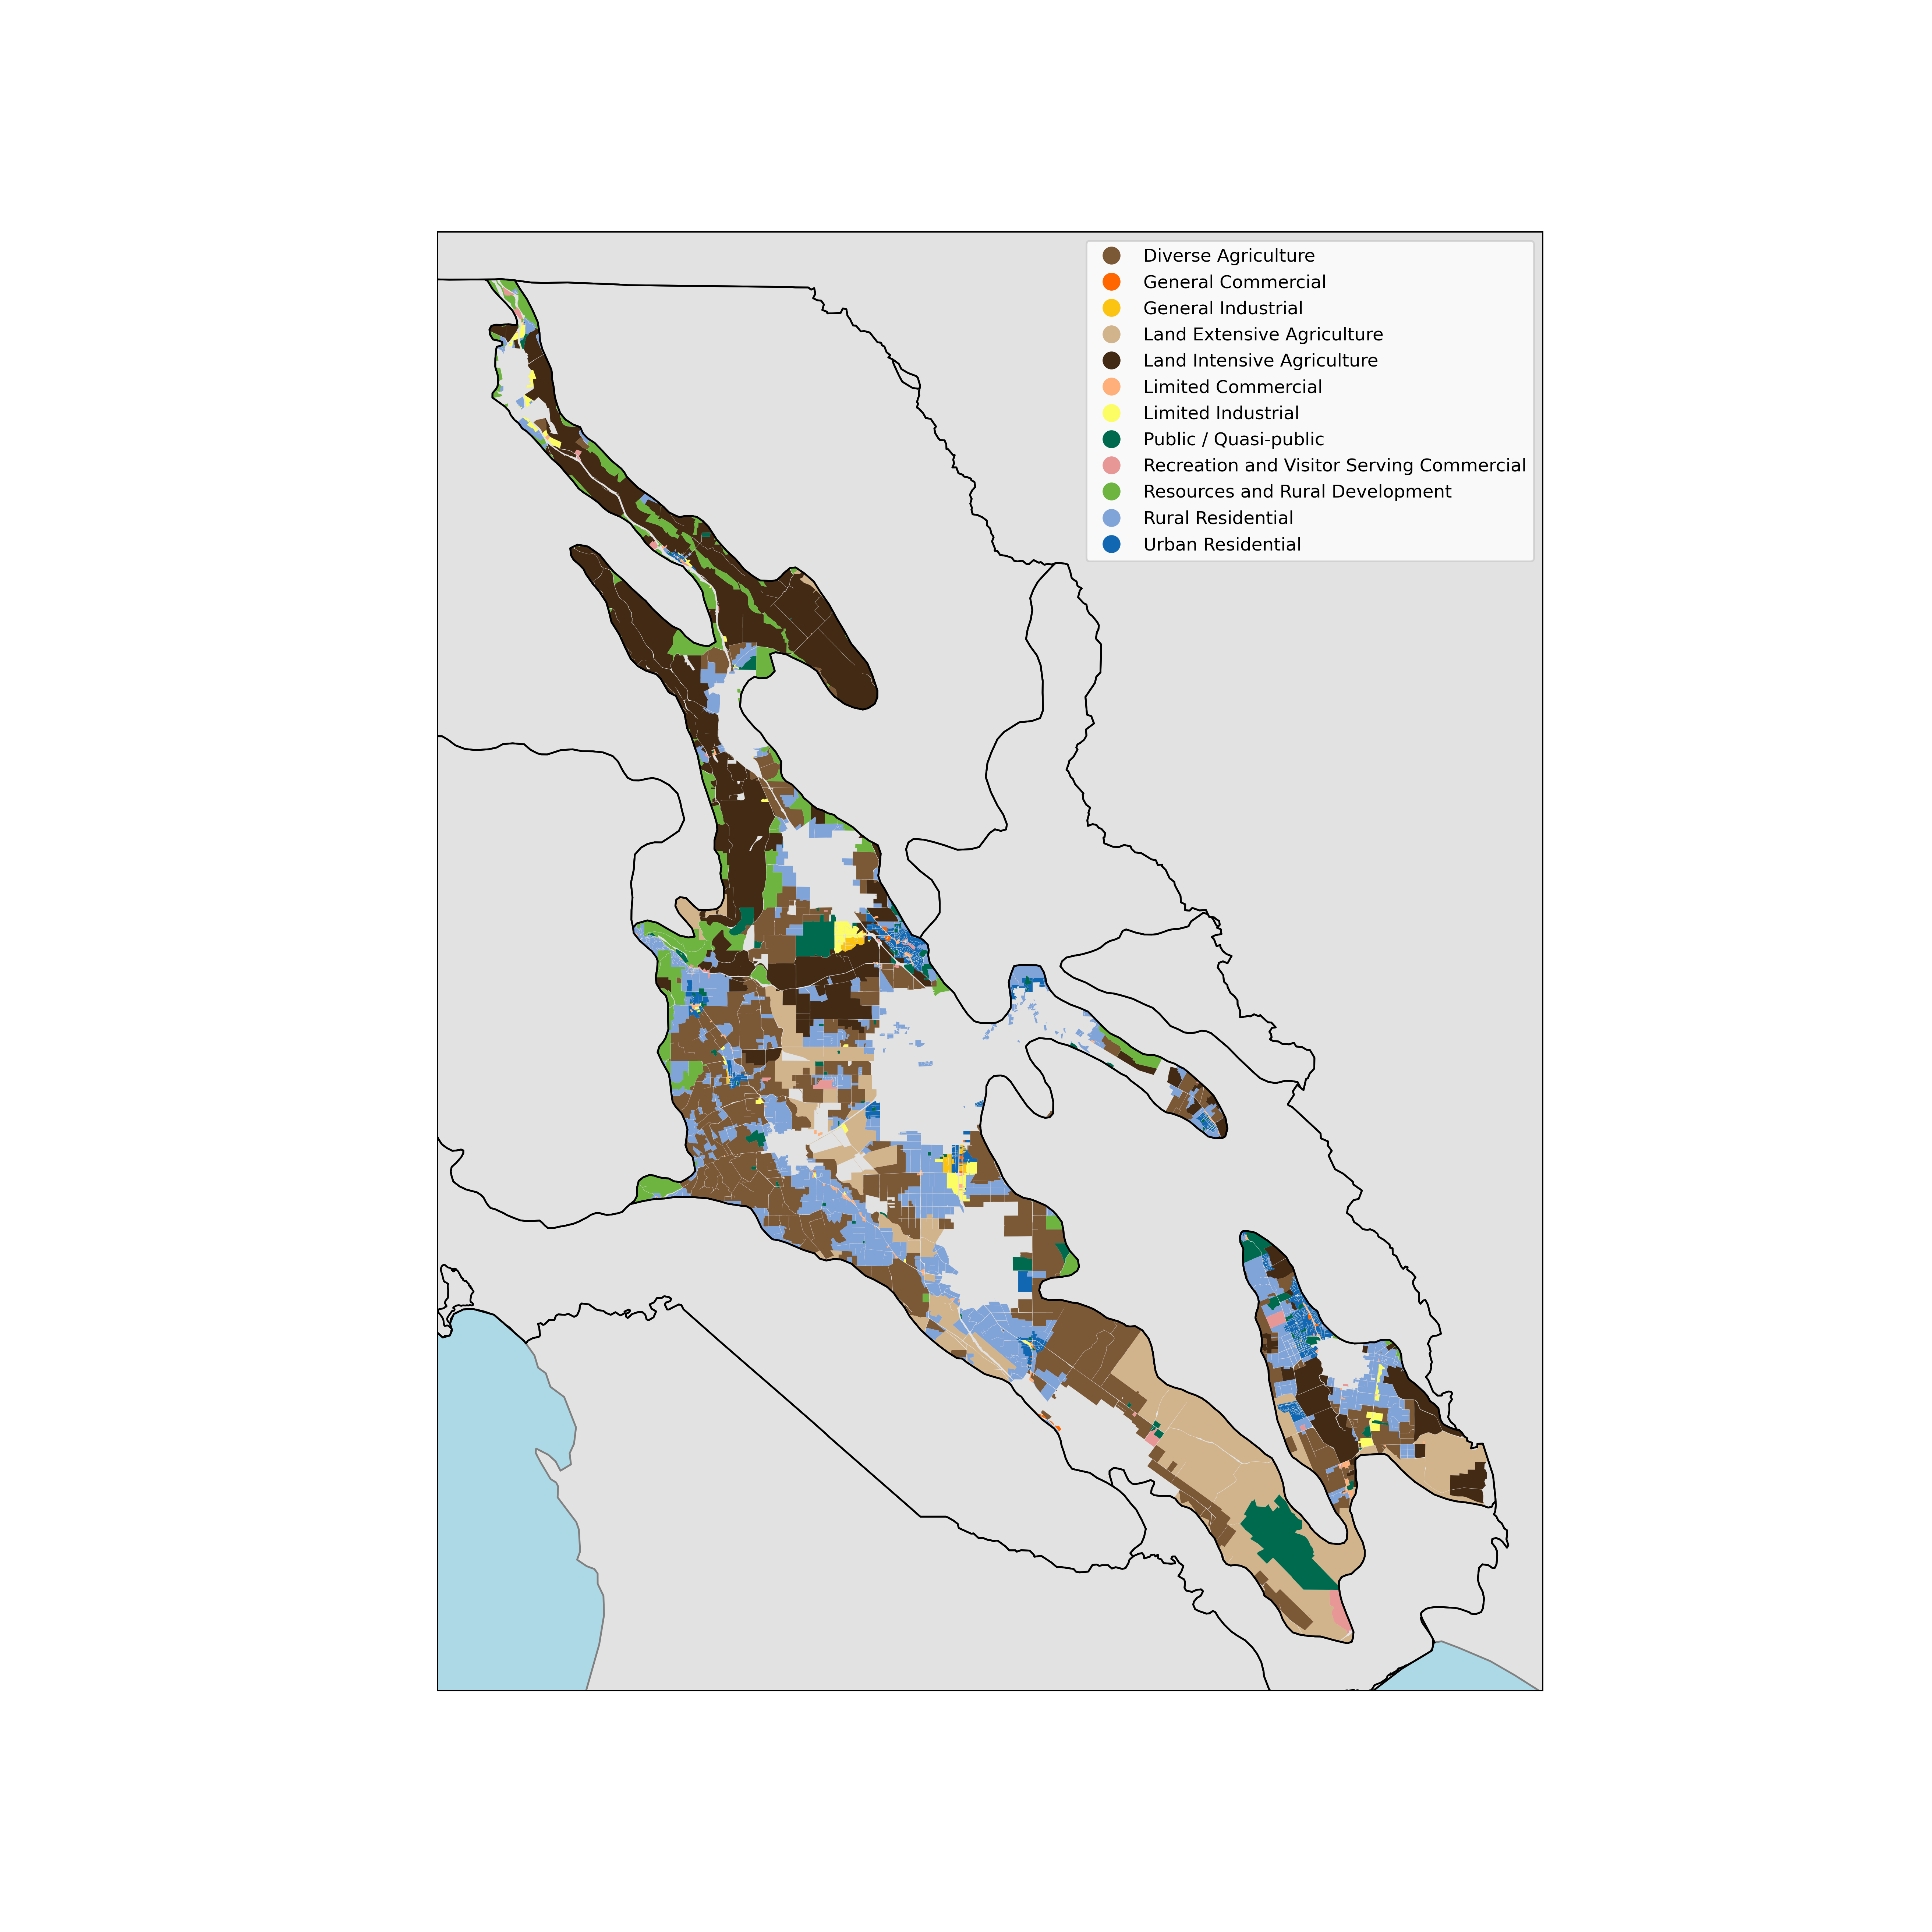 Diverse Agriculture
General Commercial
General Industrial
Land Extensive Agriculture
Land Intensive Agriculture
Limited Commercial
Limited Industrial
Public / Quasi-public
Recreation and Visitor Serving Commercial
Resources and Rural Development
Rural Residential
Urban Residential